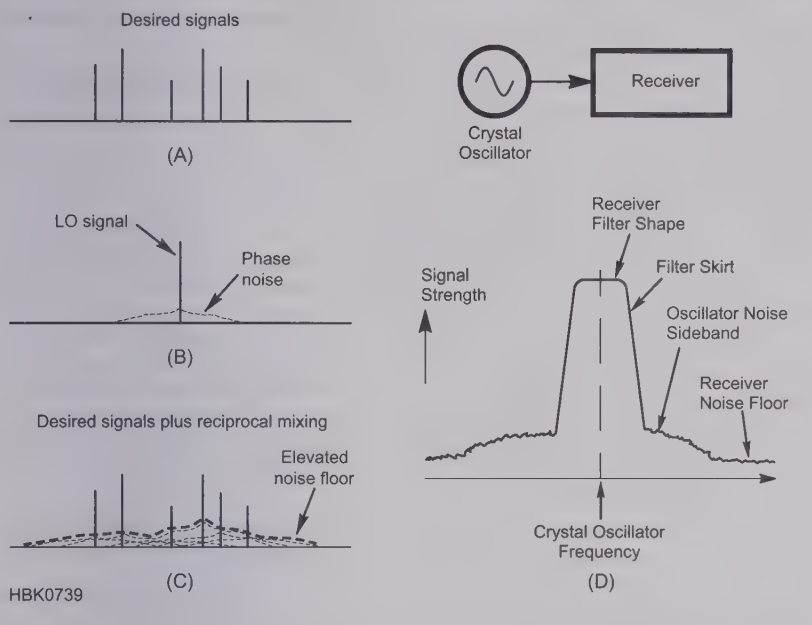 Desired signals
(A)
LO signal
Phase
noise
(B)
Desired signals plus reciprocal mixing
Elevated
noise floor
(C)
HBK0739
Receiver
Crystal
Oscillator
Receiver
Filter Shape
Filter Skirt
Signal
Strength
Oscillator Noise
Sideband
Receiver
Noise Floor
Crystal Oscillator
Frequency
(D)